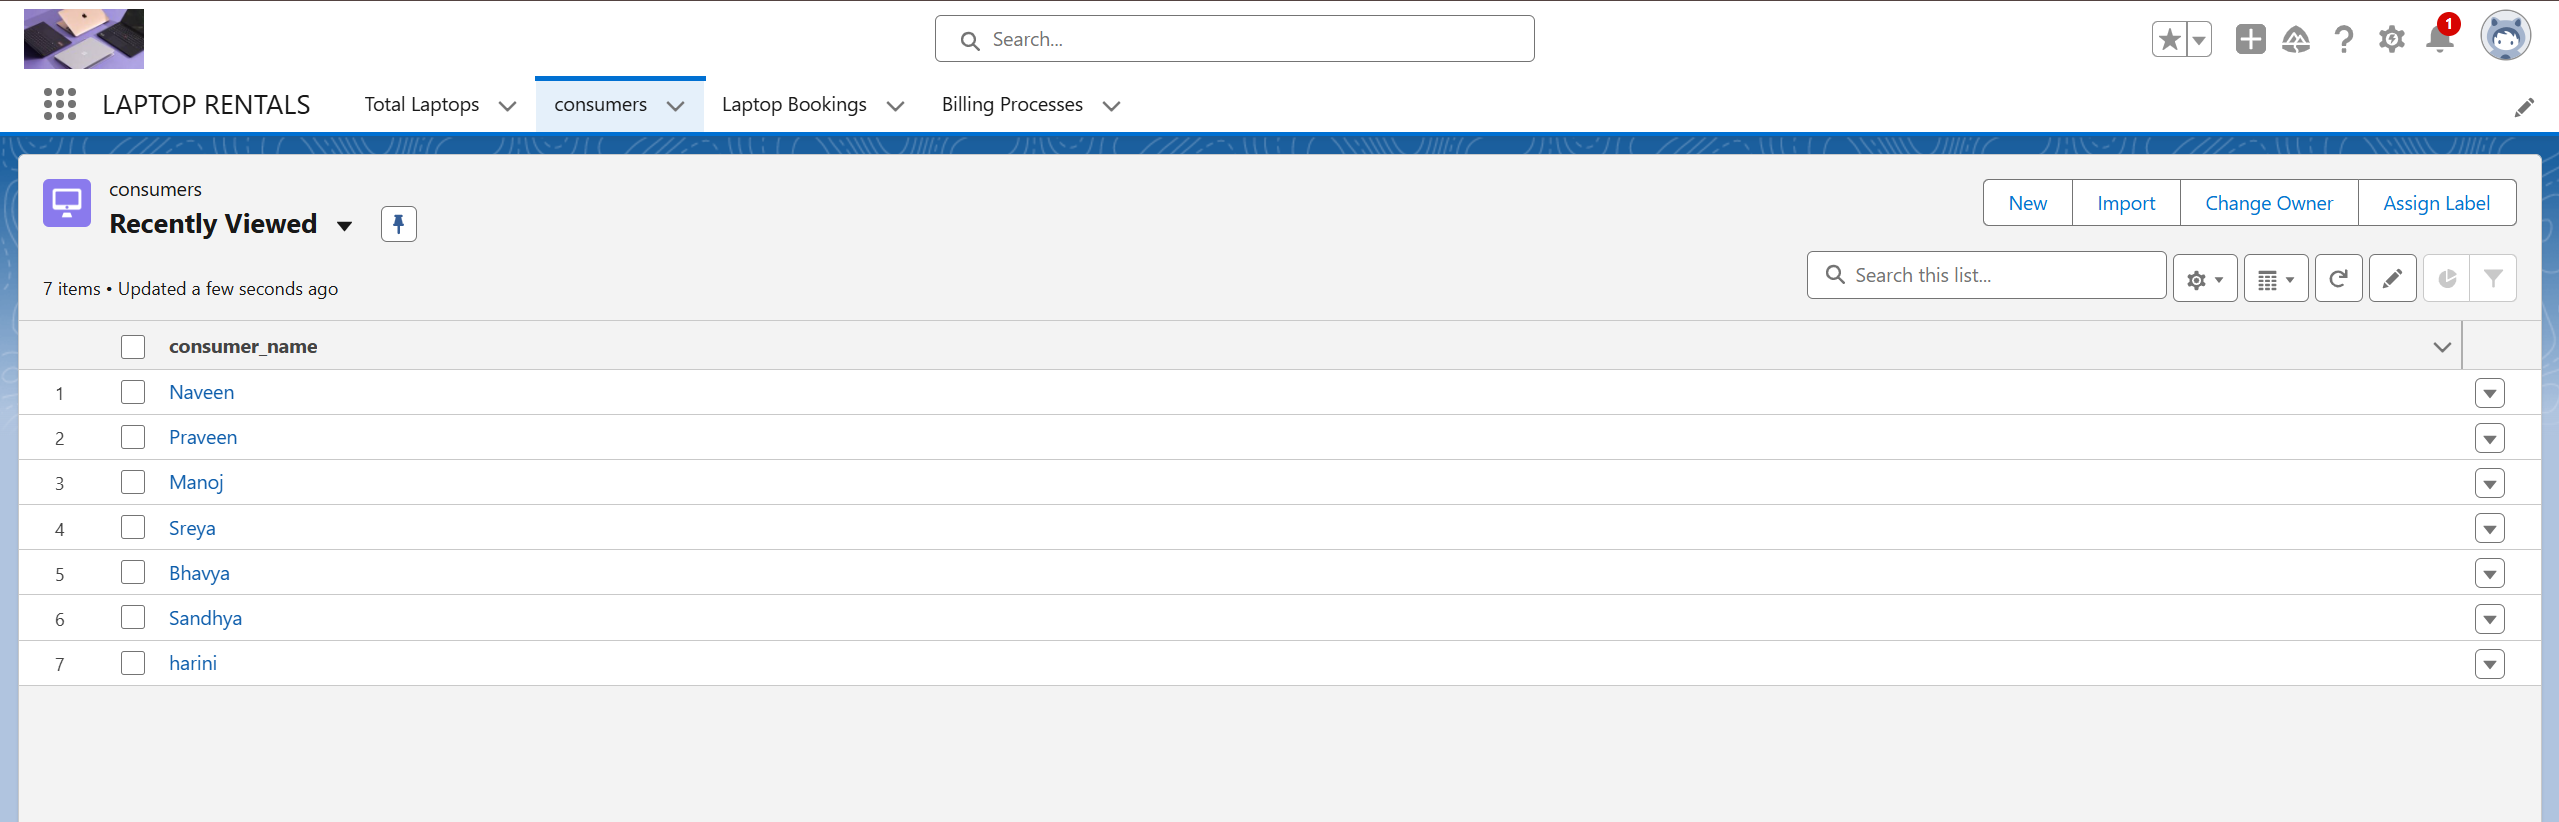 Search...
1
LAPTOP RENTALS Total Laptops consumers Laptop Bookings Billing Processes
consumers
Recently Viewed
New Import Change Owner Assign Label
7 items • Updated a few seconds ago
Search this list...
consumer_name
1 Naveen
2 Praveen
3 Manoj
4 Sreya
5 Bhavya
6 Sandhya
7 harini